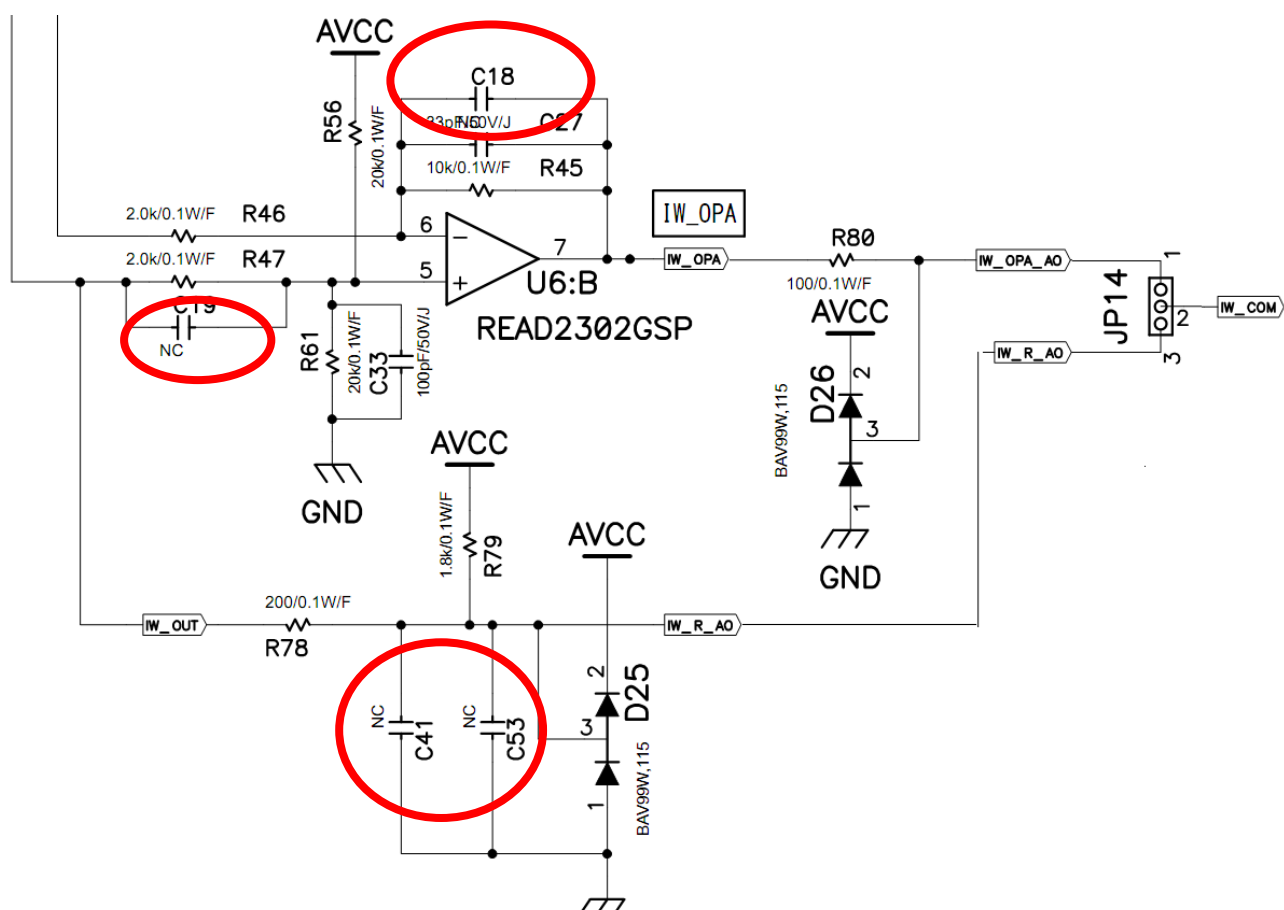 AVCC
C18
R56
20k/0.1W/F
C27
10k/0.1W/F
R45
IW_OPA
2.0k/0.1W/F
R46
6
7
IW_OPA
R80
IW_OPA_AO
1
2.0k/0.1W/F
R47
5
U6:B
100/0.1W/F
JP14
2
IW_COM
C19
READ2302GSP
AVCC
NC
R61
20k/0.1W/F
C33
100pF/50V/J
IW_R_AO
3
D26
2
BAV99W,115
3
GND
AVCC
1
1.8k/0.1W/F
R79
AVCC
GND
IW_OUT
200/0.1W/F
R78
IW_R_AO
2
D25
NC
C41
NC
C53
3
1
BAV99W,115